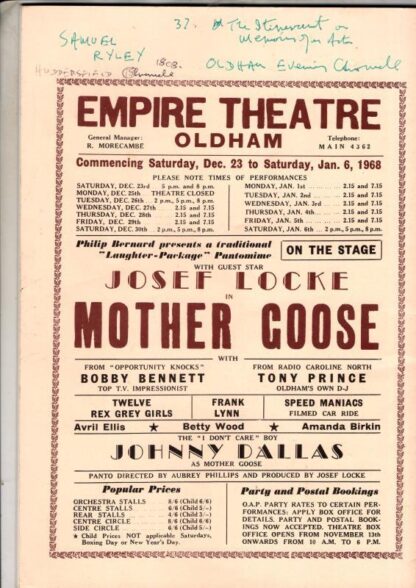 37.
SAMUEL
RYLEY
1808.
HUDDERSFIELD Chronicle
The Itinerant or
Memoirs of an Actor
OLDHAM Evening Chronicle
EMPIRE THEATRE
OLDHAM
General Manager:
R. MORECAMBE
Telephone:
MAIN 4362
Commencing Saturday, Dec. 23 to Saturday, Jan. 6, 1968
PLEASE NOTE TIMES OF PERFORMANCES
SATURDAY, DEC. 23rd 5 p.m. and 8 p.m.
MONDAY, DEC. 25th THEATRE CLOSED
TUESDAY, DEC. 26th 2 p.m., 5 p.m., 8 p.m.
WEDNESDAY, DEC. 27th 2.15 and 7.15
THURSDAY, DEC. 28th 2.15 and 7.15
FRIDAY, DEC. 29th 2.15 and 7.15
SATURDAY, DEC. 30th 2 p.m., 5 p.m., 8 p.m.
MONDAY, JAN. 1st 2.15 and 7.15
TUESDAY, JAN. 2nd 2.15 and 7.15
WEDNESDAY, JAN. 3rd 2.15 and 7.15
THURSDAY, JAN. 4th 2.15 and 7.15
FRIDAY, JAN. 5th 2.15 and 7.15
SATURDAY, JAN. 6th 2 p.m., 5 p.m., 8 p.m.
Philip Bernard presents a traditional
"Laughter-Package" Pantomime
ON THE STAGE
WITH GUEST STAR
JOSEF LOCKE
IN
MOTHER GOOSE
WITH
FROM "OPPORTUNITY KNOCKS"
BOBBY BENNETT
TOP T.V. IMPRESSIONIST
FROM RADIO CAROLINE NORTH
TONY PRINCE
OLDHAM'S OWN D-J
TWELVE
REX GREY GIRLS
FRANK
LYNN
SPEED MANIACS
FILMED CAR RIDE
Avril Ellis ★ Betty Wood ★ Amanda Birkin
THE "I DON'T CARE" BOY
JOHNNY DALLAS
AS MOTHER GOOSE
PANTO DIRECTED BY AUBREY PHILLIPS AND PRODUCED BY JOSEF LOCKE
Popular Prices
ORCHESTRA STALLS 8/6 (Child 6/6)
CENTRE STALLS 6/6 (Child 5/-)
REAR STALLS 4/6 (Child 3/-)
CENTRE CIRCLE 8/6 (Child 6/6)
SIDE CIRCLE 6/6 (Child 5/-)
★ Child Prices NOT applicable Saturdays,
Boxing Day or New Year's Day.
Party and Postal Bookings
O.A.P. PARTY RATES TO CERTAIN PER-
FORMANCES: APPLY BOX OFFICE FOR
DETAILS. PARTY AND POSTAL BOOK-
INGS NOW ACCEPTED. THEATRE BOX
OFFICE OPENS FROM NOVEMBER 13th
ONWARDS FROM 10 A.M. to 8 P.M.